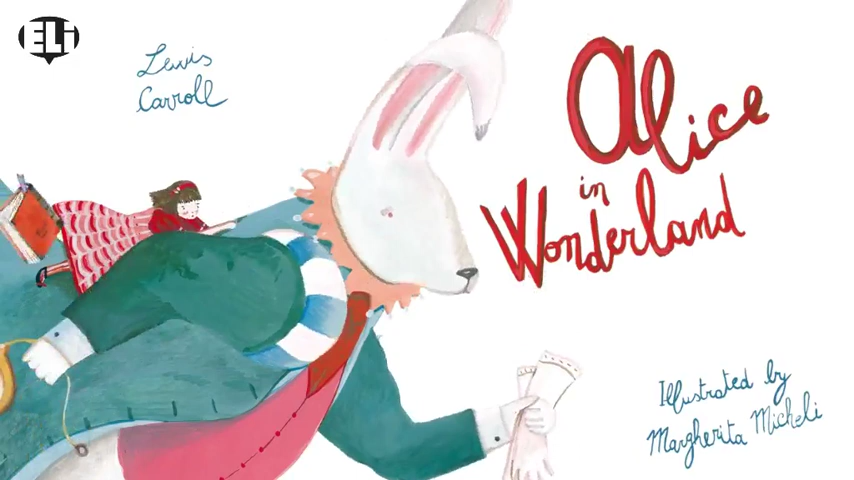 ELi
Lewis
Carroll
Alice
in
Wonderland
Illustrated by
Margherita Micheli